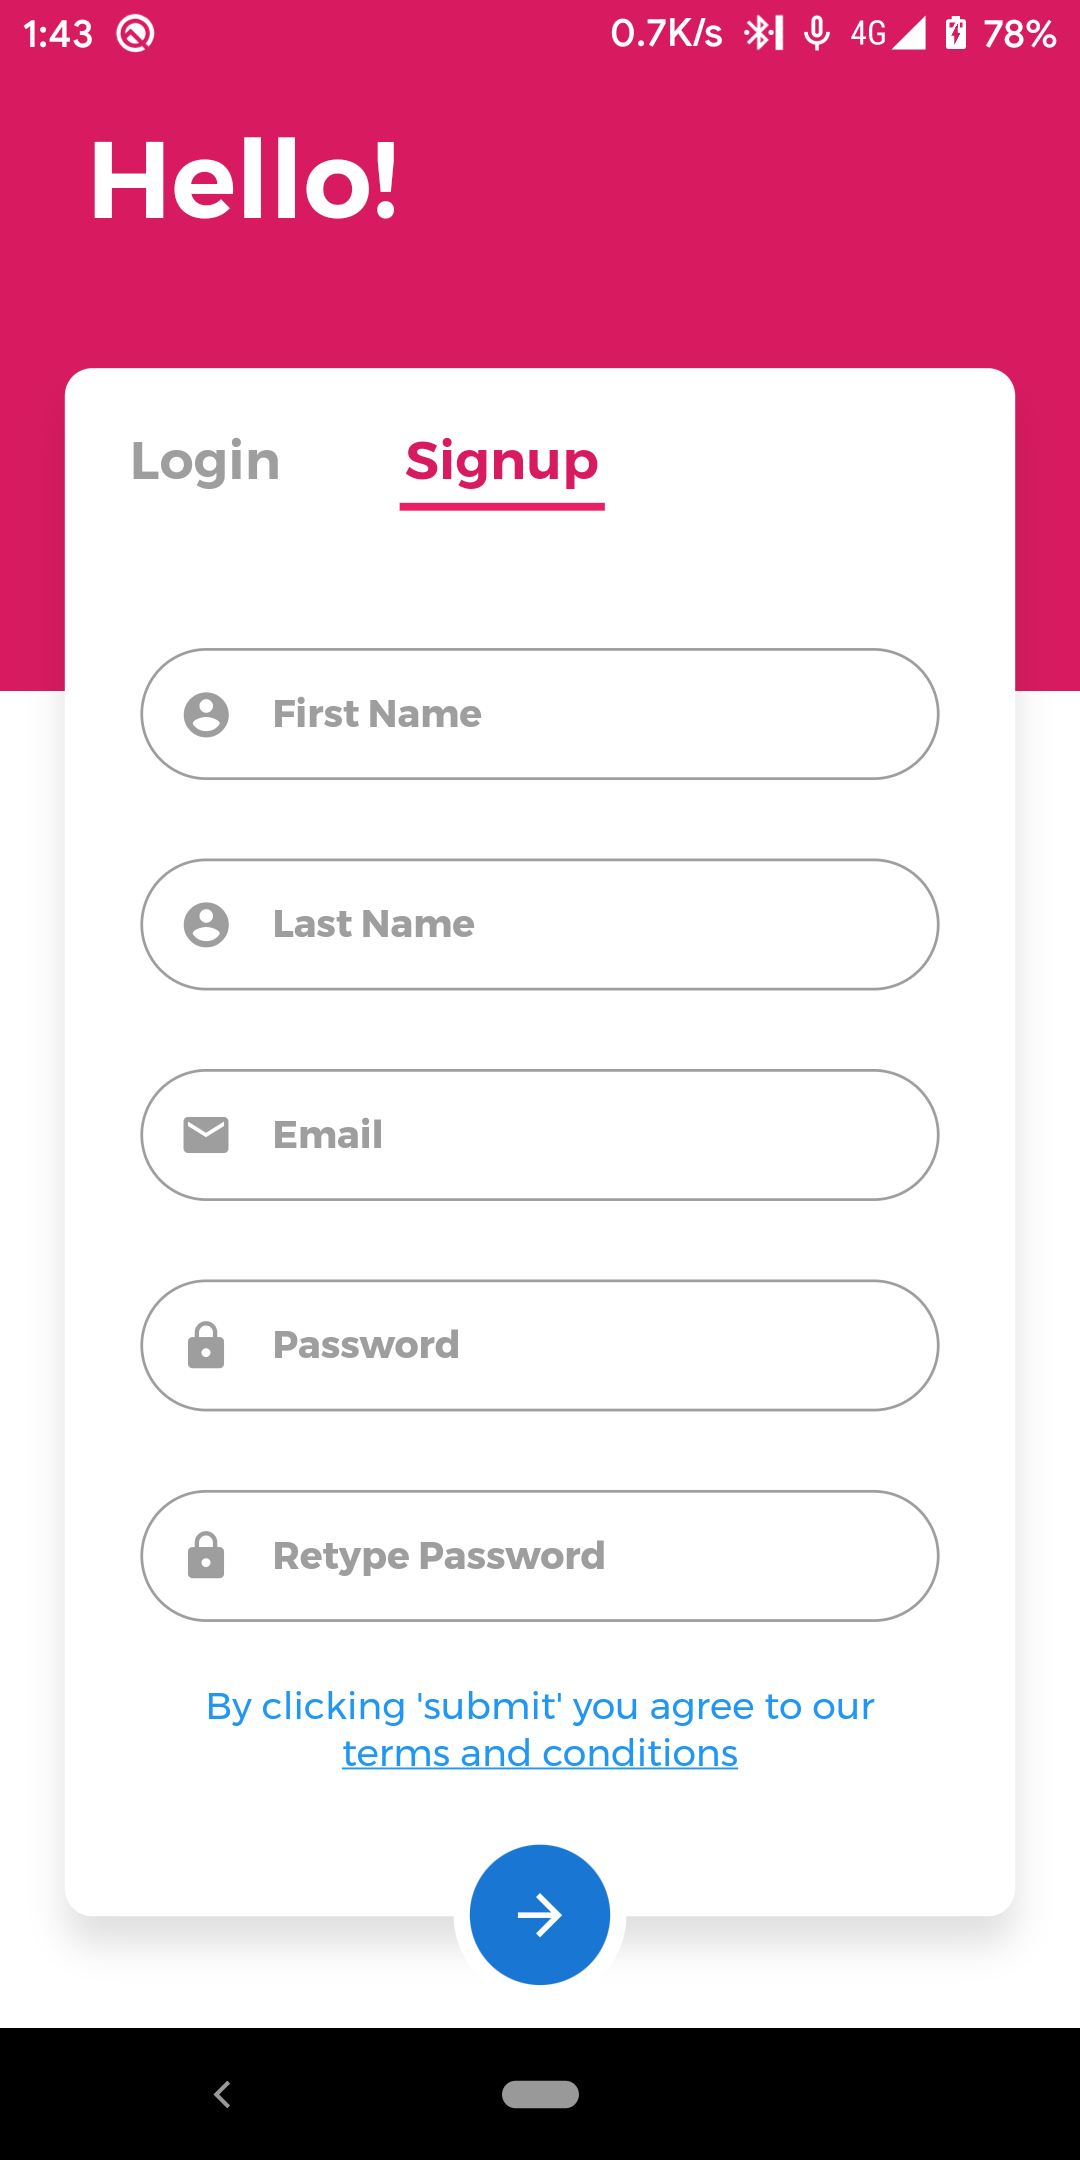 1:43 0.7K/s 4G 78%
Hello!
Login Signup
First Name
Last Name
Email
Password
Retype Password
By clicking 'submit' you agree to our
terms and conditions